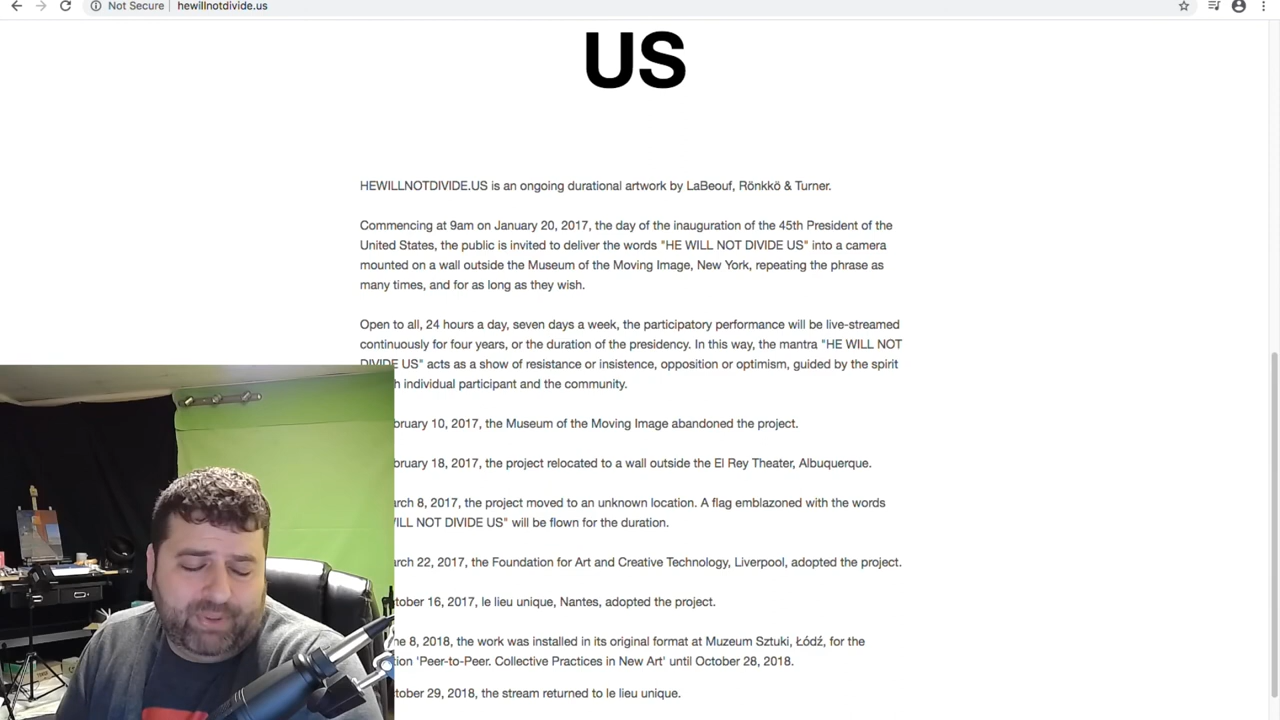 Not Secure | hewillnotdivide.us
US
HEWILLNOTDIVIDE.US is an ongoing durational artwork by LaBeouf, Rönkkö & Turner.
Commencing at 9am on January 20, 2017, the day of the inauguration of the 45th President of the
United States, the public is invited to deliver the words "HE WILL NOT DIVIDE US" into a camera
mounted on a wall outside the Museum of the Moving Image, New York, repeating the phrase as
many times, and for as long as they wish.
Open to all, 24 hours a day, seven days a week, the participatory performance will be live-streamed
continuously for four years, or the duration of the presidency. In this way, the mantra "HE WILL NOT
DIVIDE US" acts as a show of resistance or insistence, opposition or optimism, guided by the spirit
individual participant and the community.
10, 2017, the Museum of the Moving Image abandoned the project.
18, 2017, the project relocated to a wall outside the El Rey Theater, Albuquerque.
8, 2017, the project moved to an unknown location. A flag emblazoned with the words
NOT DIVIDE US" will be flown for the duration.
22, 2017, the Foundation for Art and Creative Technology, Liverpool, adopted the project.
16, 2017, le lieu unique, Nantes, adopted the project.
8, 2018, the work was installed in its original format at Muzeum Sztuki, Łódź, for the
'Peer-to-Peer. Collective Practices in New Art' until October 28, 2018.
29, 2018, the stream returned to le lieu unique.